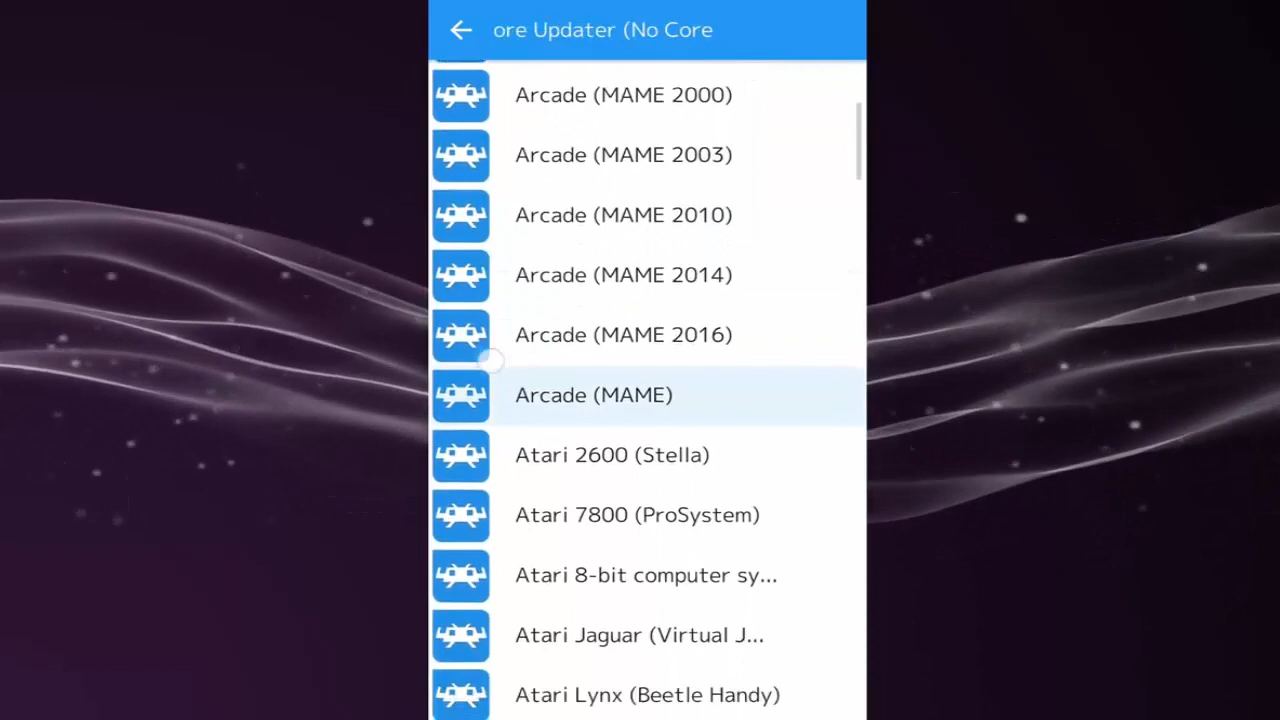 ore Updater (No Core
Arcade (MAME 2000)
Arcade (MAME 2003)
Arcade (MAME 2010)
Arcade (MAME 2014)
Arcade (MAME 2016)
Arcade (MAME)
Atari 2600 (Stella)
Atari 7800 (ProSystem)
Atari 8-bit computer sy...
Atari Jaguar (Virtual J...
Atari Lynx (Beetle Handy)